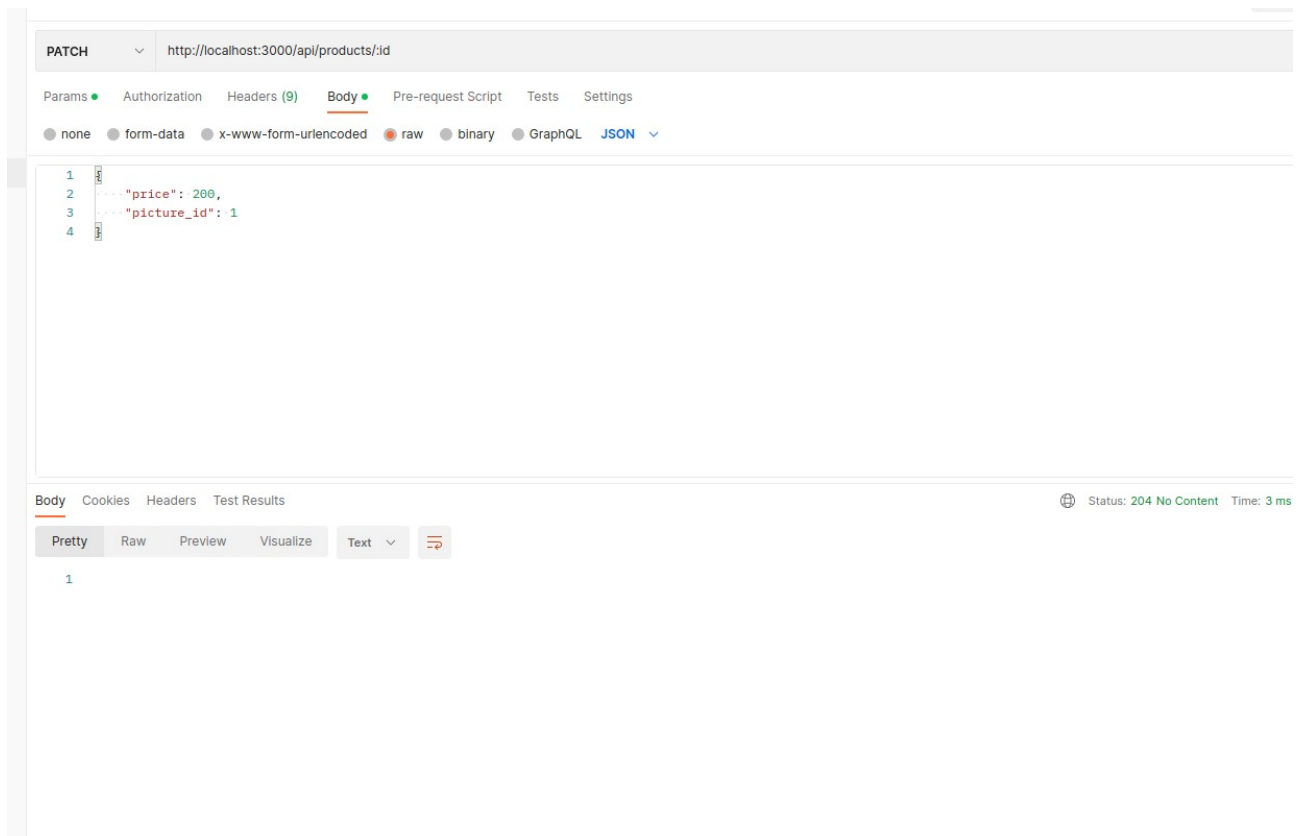 PATCH http://localhost:3000/api/products/:id
Params Authorization Headers (9) Body Pre-request Script Tests Settings
none form-data x-www-form-urlencoded raw binary GraphQL JSON
1 {
2 "price": 200,
3 "picture_id": 1
4 }
Body Cookies Headers Test Results Status: 204 No Content Time: 3 ms
Pretty Raw Preview Visualize Text
1